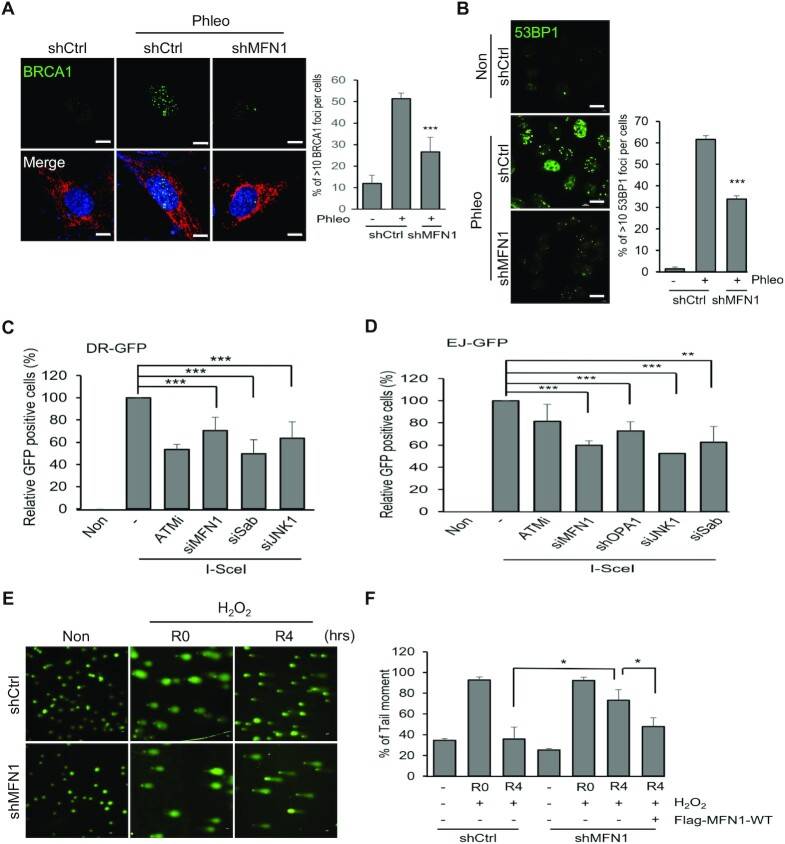 A
Phleo
shCtrl shCtrl shMFN1
BRCA1
Merge
% of >10 BRCA1 foci per cells
60
50
40
30
20
10
0
Phleo - + +
shCtrl shMFN1
***
B
53BP1
Non
shCtrl
Phleo
shCtrl
shMFN1
% of >10 53BP1 foci per cells
70
60
50
40
30
20
10
0
***
- + + Phleo
shCtrl shMFN1
C
DR-GFP
Relative GFP positive cells (%)
120
100
80
60
40
20
0
***
***
***
Non - ATMi siMFN1 siSab siJNK1
I-SceI
D
EJ-GFP
Relative GFP positive cells (%)
120
100
80
60
40
20
0
**
***
***
***
Non - ATMi siMFN1 shOPA1 siJNK1 siSab
I-SceI
E
H2O2
Non R0 R4 (hrs)
shCtrl
shMFN1
F
% of Tail moment
120
100
80
60
40
20
0
* *
- R0 R4 - R0 R4 R4
- + + - + + + H2O2
+ Flag-MFN1-WT
shCtrl shMFN1